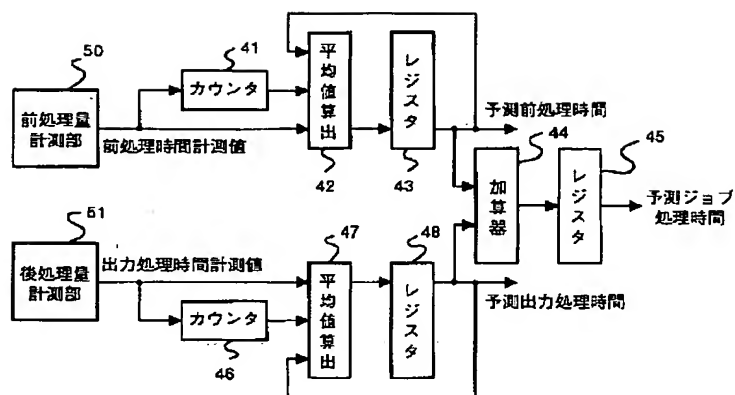 50
前処理量
計測部
41
カウンタ
前処理時間計測値
平均値算出
42
レジスタ
43
予測前処理時間
44
加算器
45
レジスタ
予測ジョブ
処理時間
51
後処理量
計測部
出力処理時間計測値
カウンタ
46
47
平均値算出
48
レジスタ
予測出力処理時間